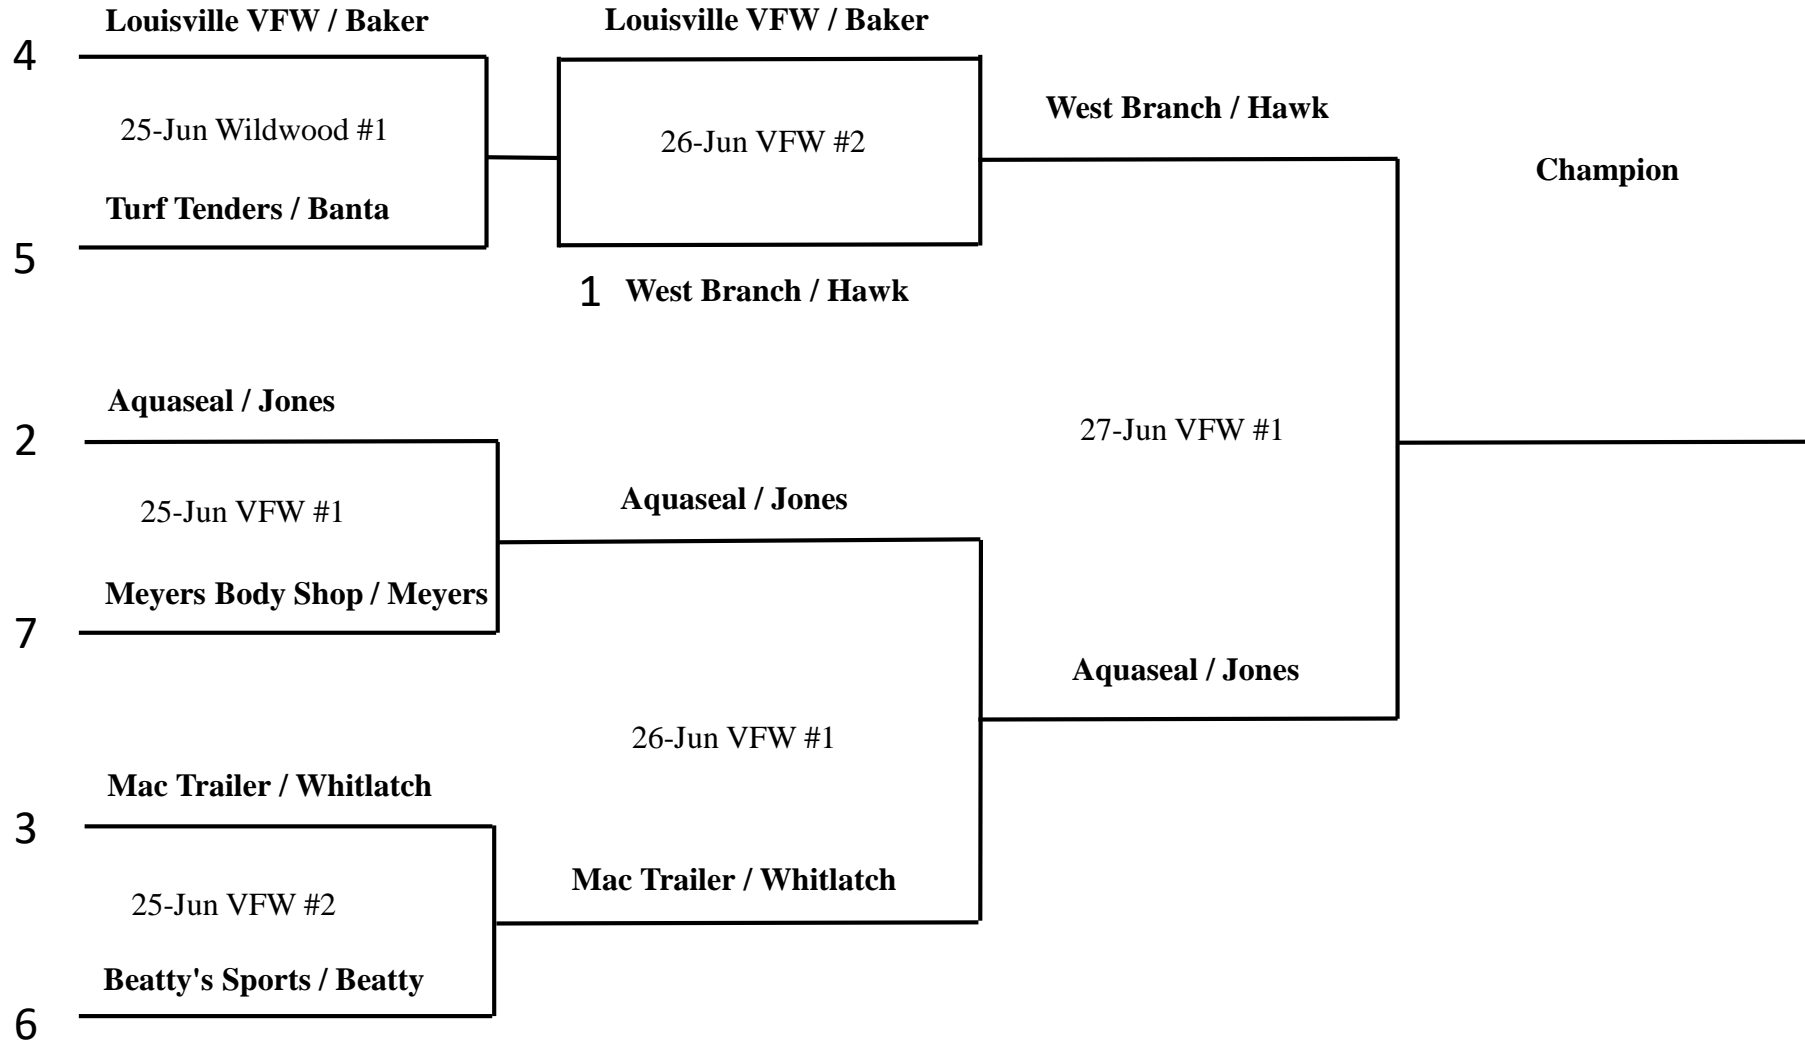 Louisville VFW / Baker
Louisville VFW / Baker
4
West Branch / Hawk
25-Jun Wildwood #1
26-Jun VFW #2
Champion
Turf Tenders / Banta
5
1 West Branch / Hawk
Aquaseal / Jones
2
27-Jun VFW #1
25-Jun VFW #1
Aquaseal / Jones
Meyers Body Shop / Meyers
7
Aquaseal / Jones
26-Jun VFW #1
Mac Trailer / Whitlatch
3
Mac Trailer / Whitlatch
25-Jun VFW #2
Beatty's Sports / Beatty
6